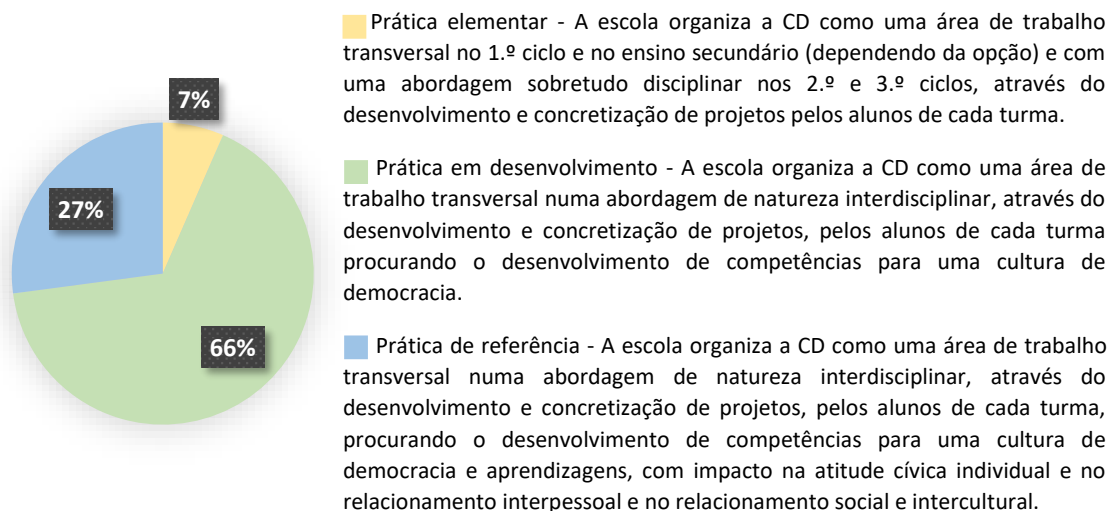 7%
27%
66%
Prática elementar - A escola organiza a CD como uma área de trabalho
transversal no 1.º ciclo e no ensino secundário (dependendo da opção) e com
uma abordagem sobretudo disciplinar nos 2.º e 3.º ciclos, através do
desenvolvimento e concretização de projetos pelos alunos de cada turma.
Prática em desenvolvimento - A escola organiza a CD como uma área de
trabalho transversal numa abordagem de natureza interdisciplinar, através do
desenvolvimento e concretização de projetos, pelos alunos de cada turma
procurando o desenvolvimento de competências para uma cultura de
democracia.
Prática de referência - A escola organiza a CD como uma área de trabalho
transversal numa abordagem de natureza interdisciplinar, através do
desenvolvimento e concretização de projetos, pelos alunos de cada turma,
procurando o desenvolvimento de competências para uma cultura de
democracia e aprendizagens, com impacto na atitude cívica individual e no
relacionamento interpessoal e no relacionamento social e intercultural.